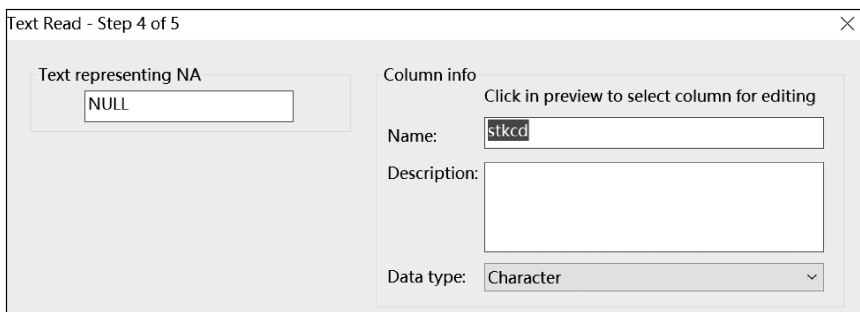 Text Read - Step 4 of 5
Text representing NA
NULL
Column info
Click in preview to select column for editing
Name:
stkcd
Description:
Data type:
Character